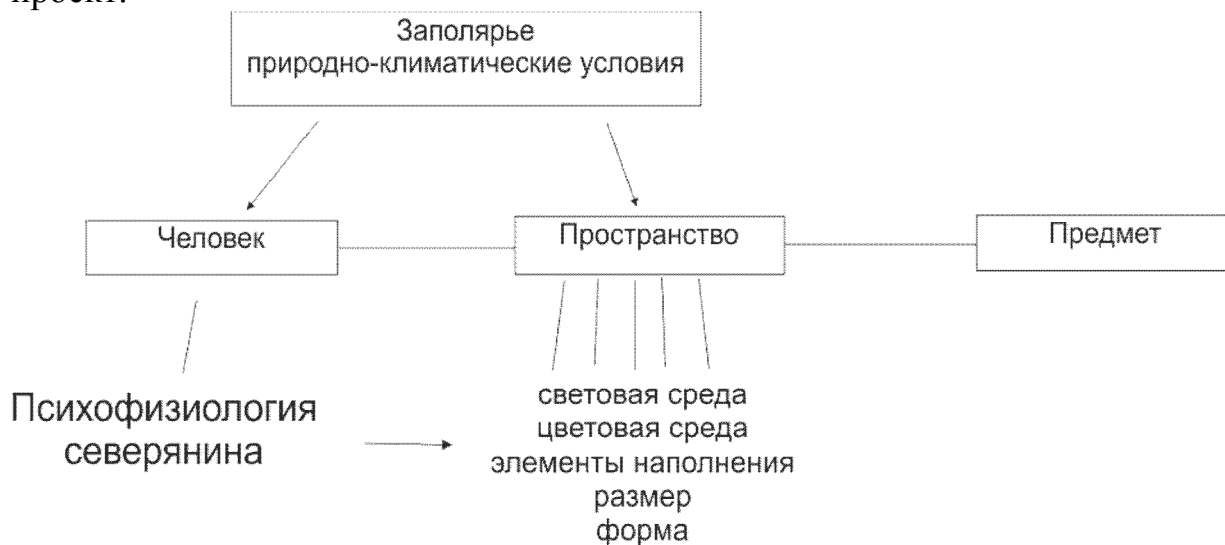 проект.
Заполярье
природно-климатические условия
Человек
Пространство
Предмет
Психофизиология
северянина
световая среда
цветовая среда
элементы наполнения
размер
форма